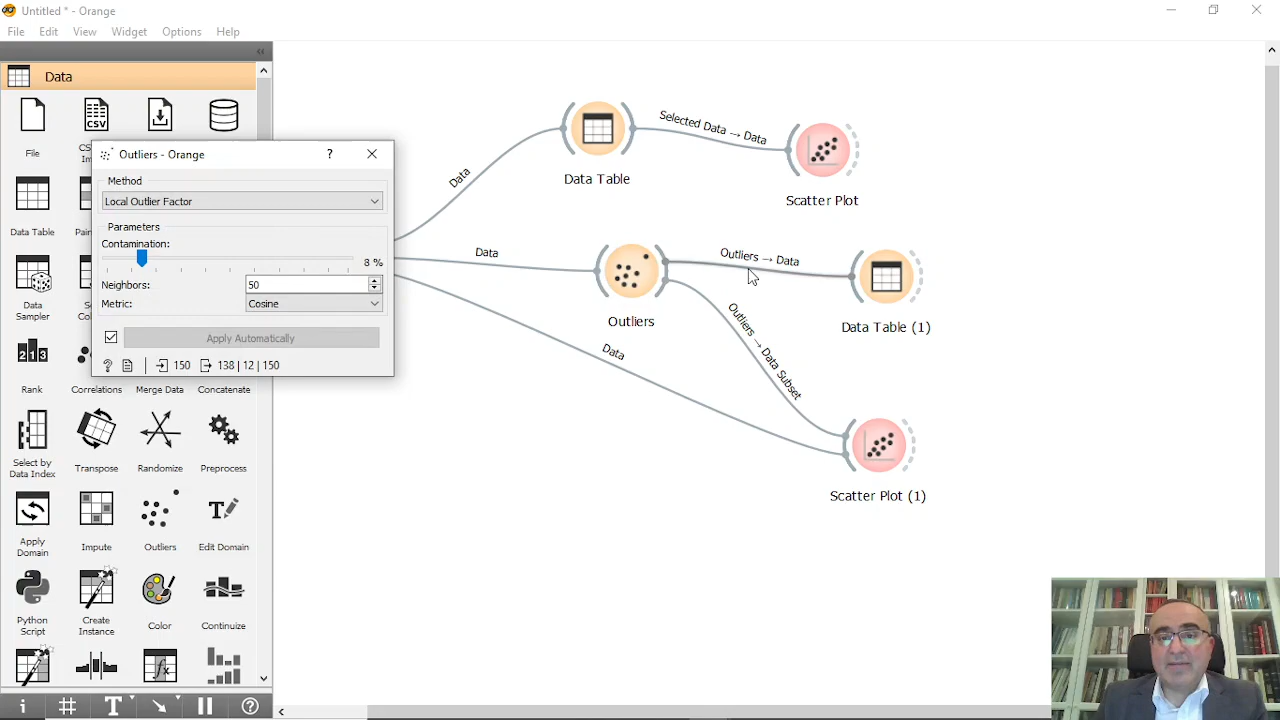 Untitled * - Orange
File Edit View Widget Options Help
Data
File
CSV
Outliers - Orange
?
Method
Local Outlier Factor
Parameters
Contamination:
8 %
Neighbors:
50
Metric:
Cosine
Apply Automatically
150
138 | 12 | 150
Data Table
Data
Sampler
Rank
Correlations
Merge Data
Concatenate
Select by
Data Index
Transpose
Randomize
Preprocess
Apply
Domain
Impute
Outliers
Edit Domain
Python
Script
Create
Instance
Color
Continuize
Data
Data Table
Selected Data → Data
Scatter Plot
Data
Outliers
Outliers → Data
Data Table (1)
Outliers → Data Subset
Data
Scatter Plot (1)